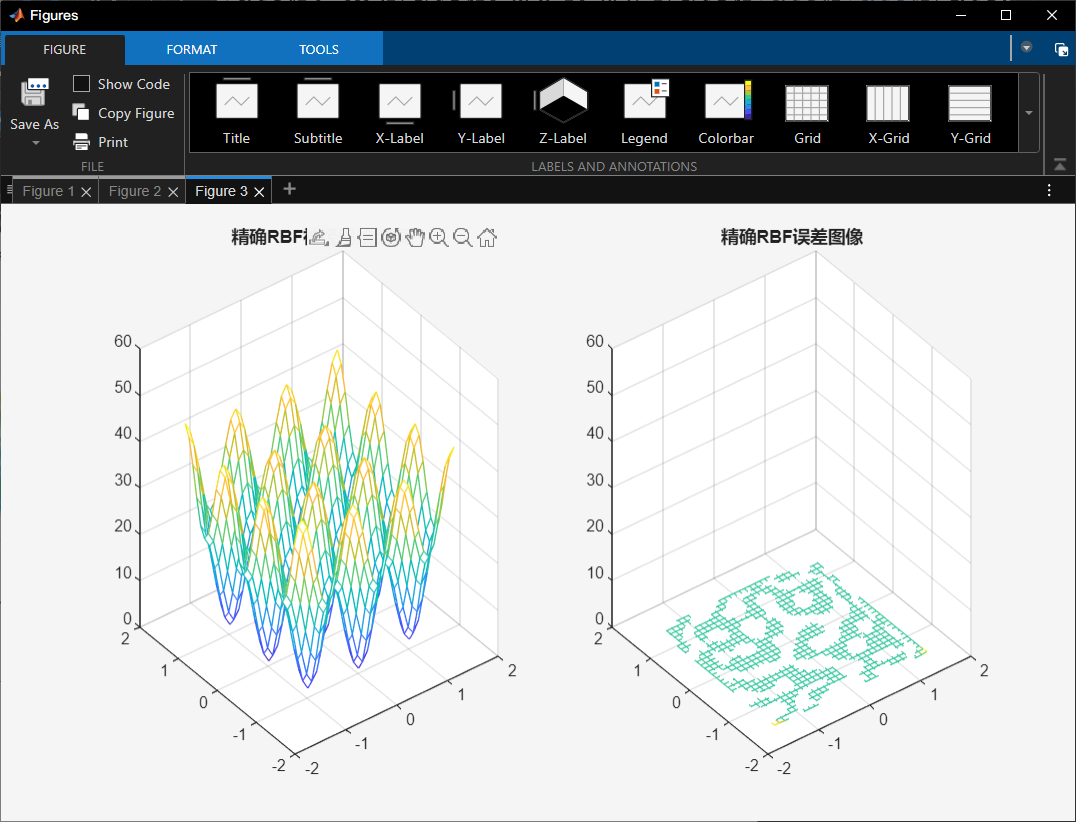 Figures
FIGURE FORMAT TOOLS
Save As
Show Code
Copy Figure
Print
FILE
Title Subtitle X-Label Y-Label Z-Label Legend Colorbar Grid X-Grid Y-Grid
LABELS AND ANNOTATIONS
Figure 1 Figure 2 Figure 3
精确RBF
60
50
40
30
20
10
0
2
1
0
-1
-2
-2
-1
0
1
2
精确RBF误差图像
60
50
40
30
20
10
0
2
1
0
-1
-2
-2
-1
0
1
2